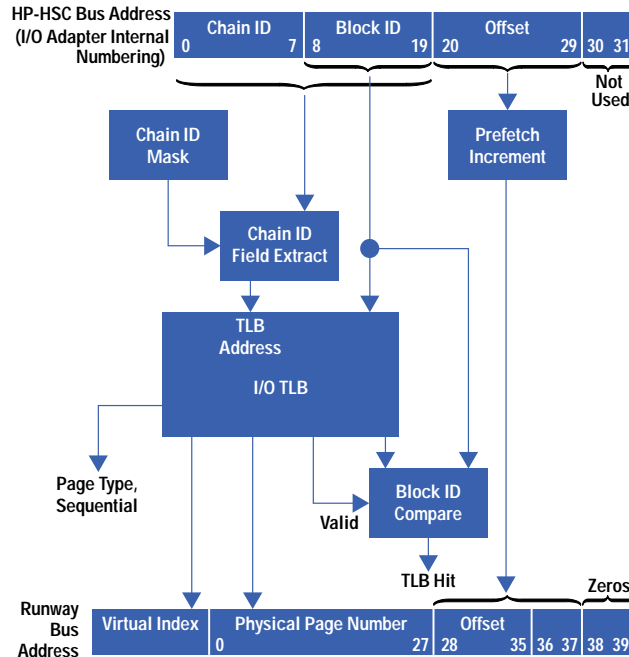 HP-HSC Bus Address
(I/O Adapter Internal
Numbering)
Chain ID
0 7
Block ID
8 19
Offset
20 29
30 31
Not
Used
Chain ID
Mask
Prefetch
Increment
Chain ID
Field Extract
TLB
Address
I/O TLB
Page Type,
Sequential
Valid
Block ID
Compare
TLB Hit
Zeros
Runway
Bus
Address
Virtual Index
Physical Page Number
0 27
Offset
28 35
36 37
38 39